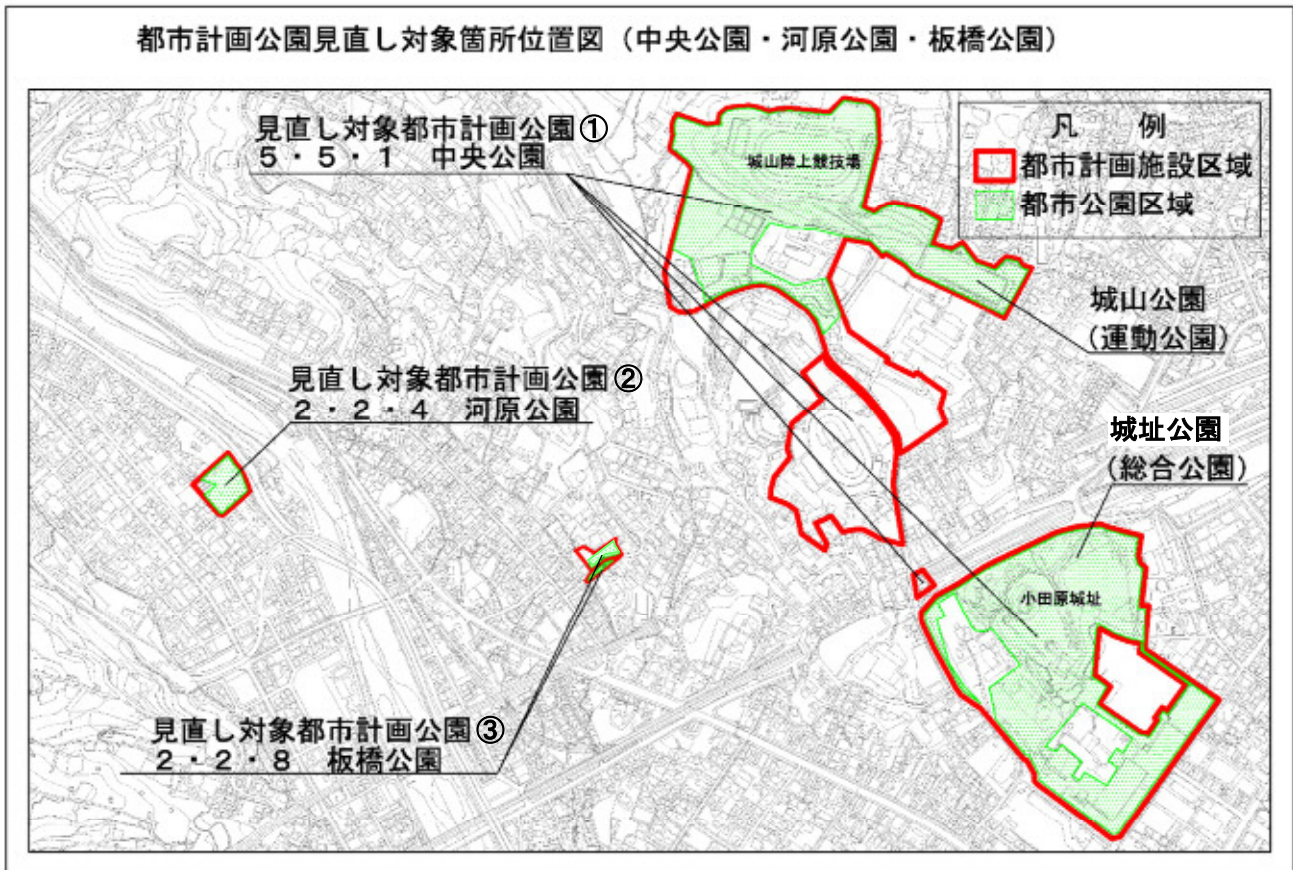 都市計画公園見直し対象箇所位置図（中央公園・河原公園・板橋公園）
見直し対象都市計画公園①
５・５・１　中央公園
城山陸上競技場
凡　例
都市計画施設区域
都市公園区域
城山公園
（運動公園）
見直し対象都市計画公園②
２・２・４　河原公園
城址公園
（総合公園）
小田原城址
見直し対象都市計画公園③
２・２・８　板橋公園